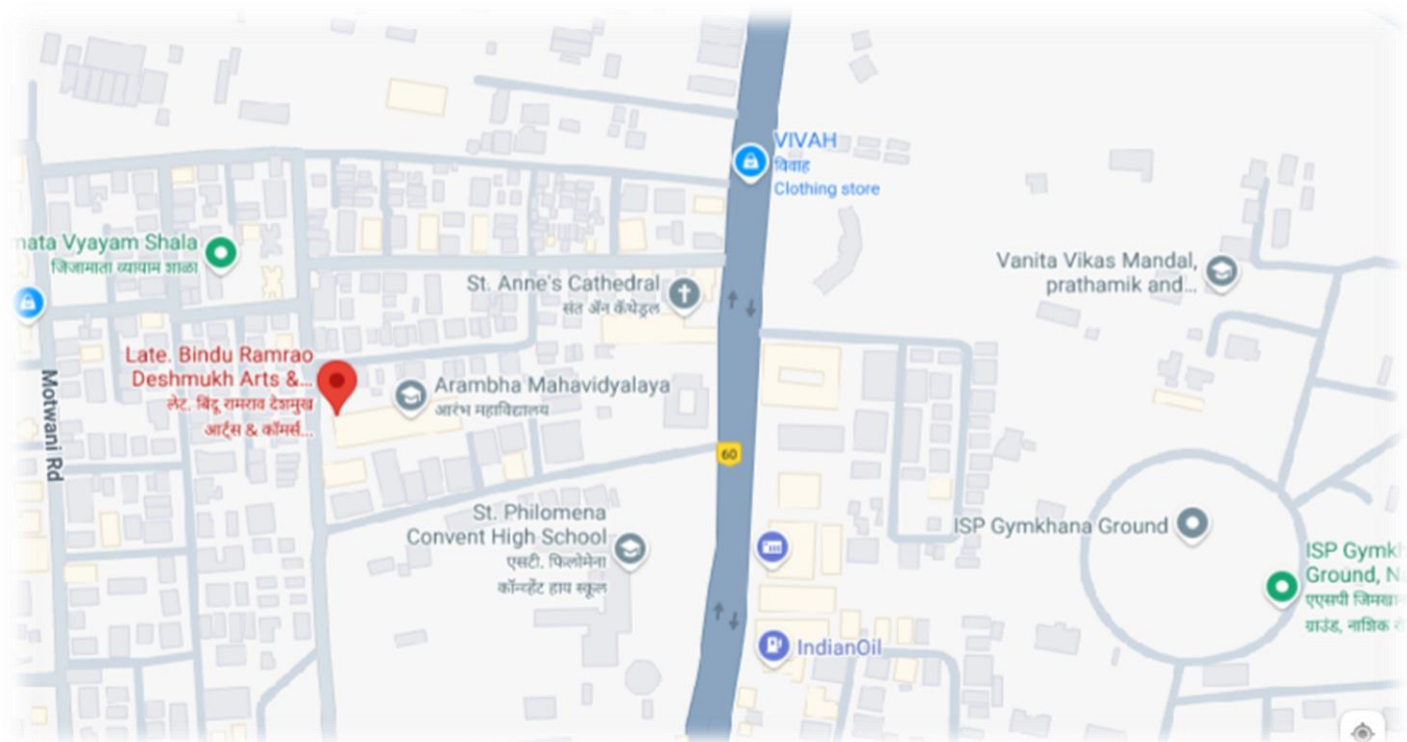 VIVAH
विवाह
Clothing store
mata Vyayam Shala
जिजामाता व्यायाम शाळा
Vanita Vikas Mandal,
prathamik and...
St. Anne's Cathedral
संत ॲन कॅथेड्रल
Late. Bindu Ramrao
Deshmukh Arts &...
लेट. बिंदू रामराव देशमुख
आर्ट्स & कॉमर्स...
Arambha Mahavidyalaya
आरंभ महाविद्यालय
Motwani Rd
60
St. Philomena
Convent High School
एसटी. फिलोमेना
कॉन्व्हेंट हाय स्कूल
ISP Gymkhana Ground
ISP Gymkh
Ground, N
एएसपी जिमखा
ग्राउंड, नाशिक
IndianOil